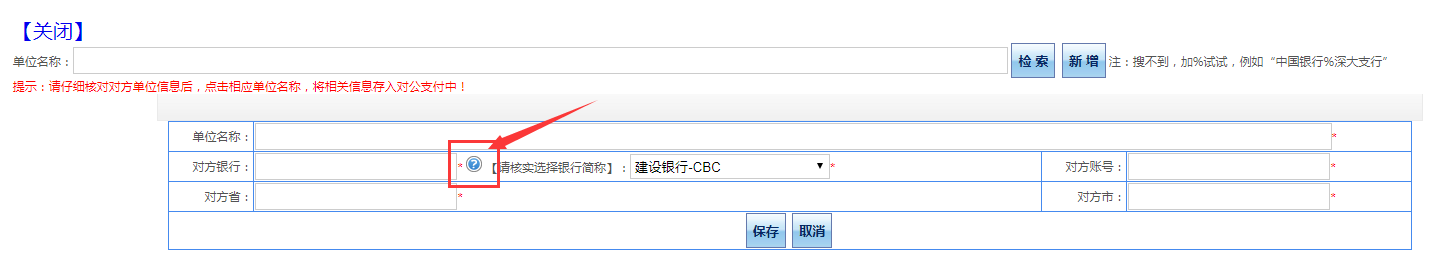 【关闭】
单位名称： 检 索 新 增 注：搜不到，加%试试，例如“中国银行%深大支行”
提示：请仔细核对对方单位信息后，点击相应单位名称，将相关信息存入对公支付中！
单位名称： *
对方银行： * ? 【请核实选择银行简称】： 建设银行-CBC ▼ * 对方账号： *
对方省： * 对方市： *
保存 取消